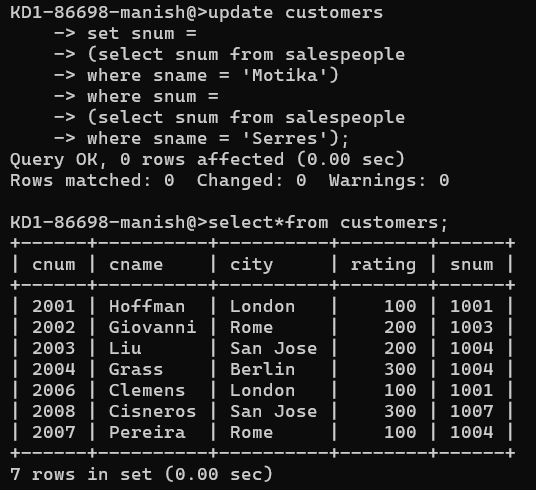 KD1-86698-manish@>update customers
    -> set snum =
    -> (select snum from salespeople
    -> where sname = 'Motika')
    -> where snum =
    -> (select snum from salespeople
    -> where sname = 'Serres');
Query OK, 0 rows affected (0.00 sec)
Rows matched: 0  Changed: 0  Warnings: 0

KD1-86698-manish@>select*from customers;
+------+----------+----------+--------+------+
| cnum | cname    | city     | rating | snum |
+------+----------+----------+--------+------+
| 2001 | Hoffman  | London   |    100 | 1001 |
| 2002 | Giovanni | Rome     |    200 | 1003 |
| 2003 | Liu      | San Jose |    200 | 1004 |
| 2004 | Grass    | Berlin   |    300 | 1004 |
| 2006 | Clemens  | London   |    100 | 1001 |
| 2008 | Cisneros | San Jose |    300 | 1007 |
| 2007 | Pereira  | Rome     |    100 | 1004 |
+------+----------+----------+--------+------+
7 rows in set (0.00 sec)